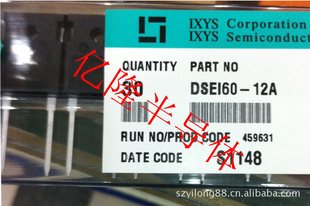 IXYS Corporation
IXYS Semiconduct
QUANTITY PART NO
30 DSEI60-12A
RUN NO/PROD CODE 459631
DATE CODE S1148
亿隆半导体
szyilong88.cn.alibaba.com